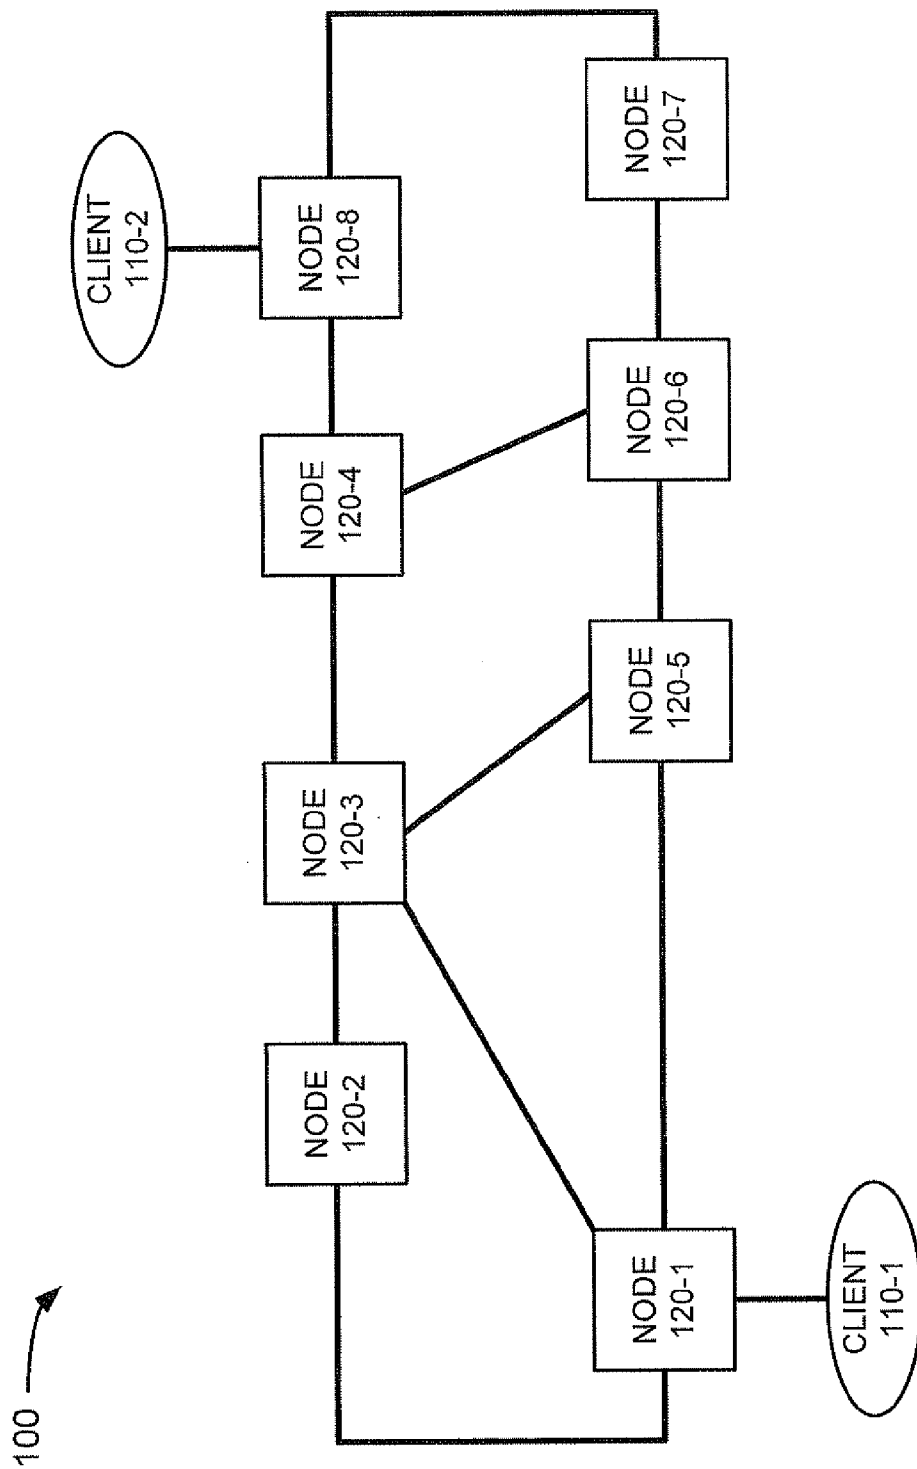 100
CLIENT
110-2
NODE
120-2
NODE
120-3
NODE
120-4
NODE
120-8
NODE
120-1
NODE
120-5
NODE
120-6
NODE
120-7
CLIENT
110-1